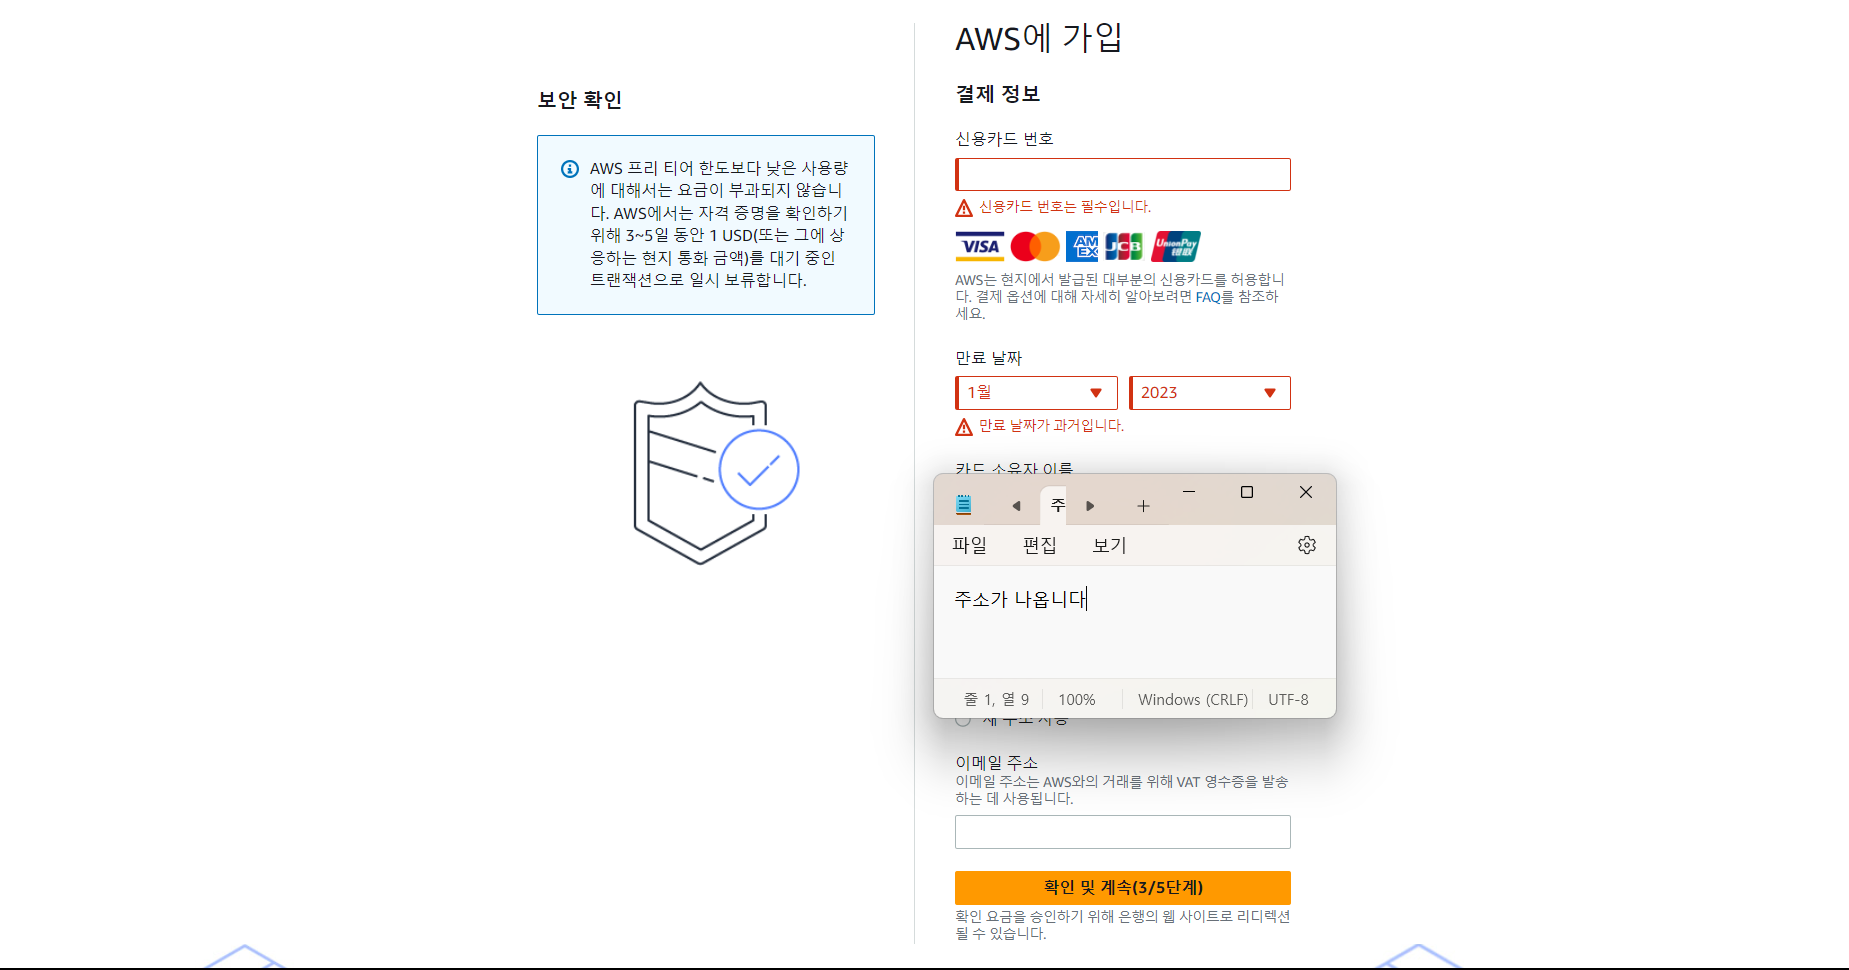 AWS에 가입
보안 확인
AWS 프리 티어 한도보다 낮은 사용량
에 대해서는 요금이 부과되지 않습니
다. AWS에서는 자격 증명을 확인하기
위해 3~5일 동안 1 USD(또는 그에 상
응하는 현지 통화 금액)를 대기 중인
트랜잭션으로 일시 보류합니다.
결제 정보
신용카드 번호
신용카드 번호는 필수입니다.
VISA
AM
EX
JCB
UnionPay
银联
AWS는 현지에서 발급된 대부분의 신용카드를 허용합니
다. 결제 옵션에 대해 자세히 알아보려면 FAQ를 참조하
세요.
만료 날짜
1월
2023
만료 날짜가 과거입니다.
카드 소유자 이름
주
파일
편집
보기
주소가 나옵니다
줄 1, 열 9
100%
Windows (CRLF)
UTF-8
새 주소 사용
이메일 주소
이메일 주소는 AWS와의 거래를 위해 VAT 영수증을 발송
하는 데 사용됩니다.
확인 및 계속(3/5단계)
확인 요금을 승인하기 위해 은행의 웹 사이트로 리디렉션
될 수 있습니다.